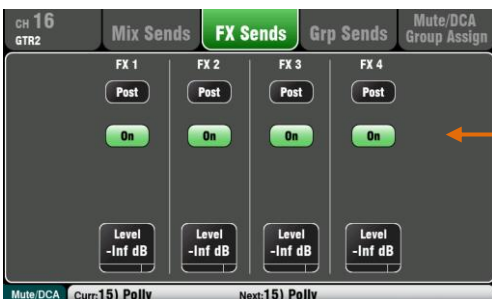 CH 16
GTR2
Mix Sends
FX Sends
Grp Sends
Mute/DCA
Group Assign
FX 1 FX 2 FX 3 FX 4
Post Post Post Post
On On On On
Level Level Level Level
-Inf dB -Inf dB -Inf dB -Inf dB
Mute/DCA Curr:15) Polly Next:15) Polly